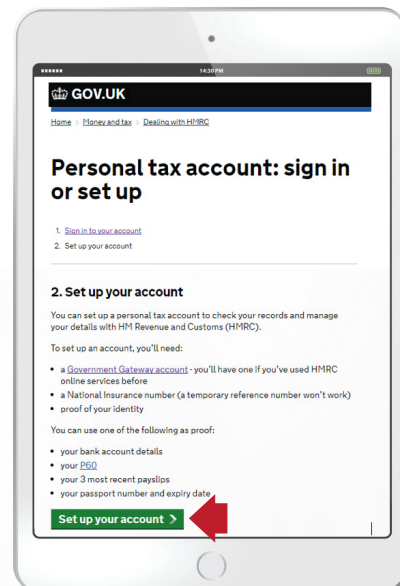 14:30 PM
GOV.UK
Home > Money and tax > Dealing with HMRC
Personal tax account: sign in
or set up
1. Sign in to your account
2. Set up your account
2. Set up your account
You can set up a personal tax account to check your records and manage
your details with HM Revenue and Customs (HMRC).
To set up an account, you'll need:
• a Government Gateway account - you'll have one if you've used HMRC
online services before
• a National Insurance number (a temporary reference number won't work)
• proof of your identity
You can use one of the following as proof:
• your bank account details
• your P60
• your 3 most recent payslips
• your passport number and expiry date
Set up your account >